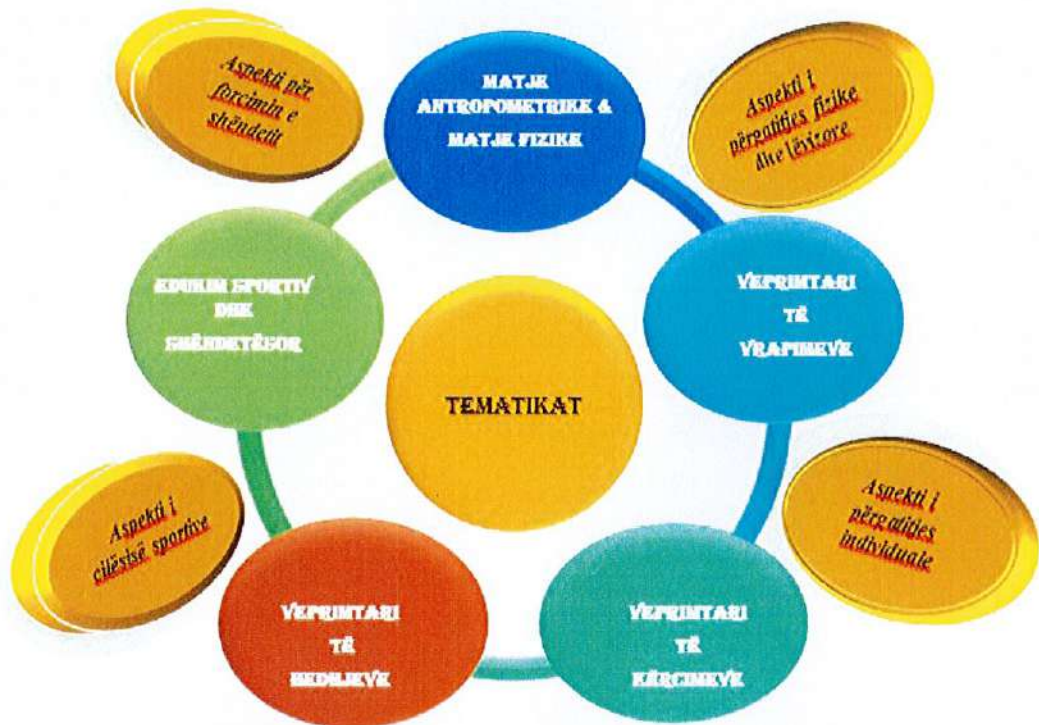 Aspekti për
forcimin e
shëndetit
MATJE
ANTROPOMETRIKE &
MATJE FIZIKE
Aspekti i
përgatitjes fizike
dhe lëvizore
EDUKIM SPORTIV
DHE
SHËNDETËSOR
VEPRIMTARI
TË
VRAPIMEVE
TEMATIKAT
Aspekti i
cilësisë sportive
Aspekti i
përgatitjes
individuale
VEPRIMTARI
TË
HEDHJEVE
VEPRIMTARI
TË
KËRCIMEVE